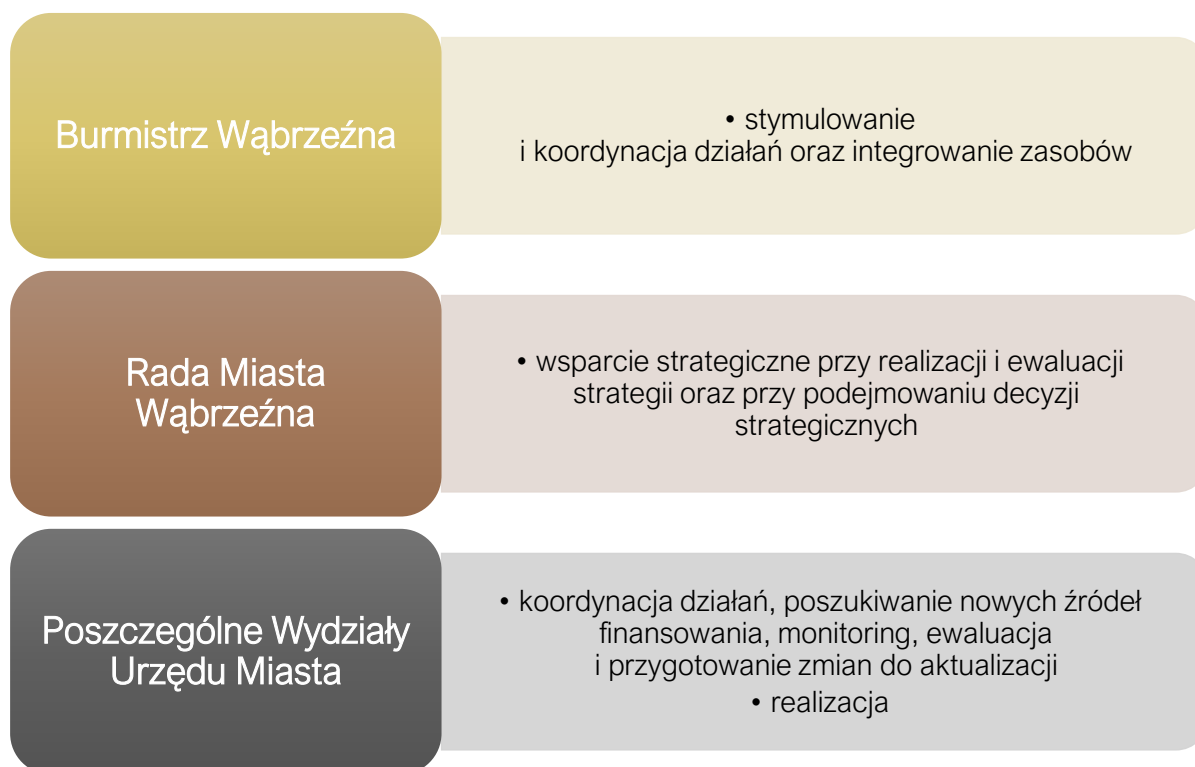 Burmistrz Wąbrzeźna
• stymulowanie
i koordynacja działań oraz integrowanie zasobów
Rada Miasta
Wąbrzeźna
• wsparcie strategiczne przy realizacji i ewaluacji
strategii oraz przy podejmowaniu decyzji
strategicznych
Poszczególne Wydziały
Urzędu Miasta
• koordynacja działań, poszukiwanie nowych źródeł
finansowania, monitoring, ewaluacja
i przygotowanie zmian do aktualizacji
• realizacja